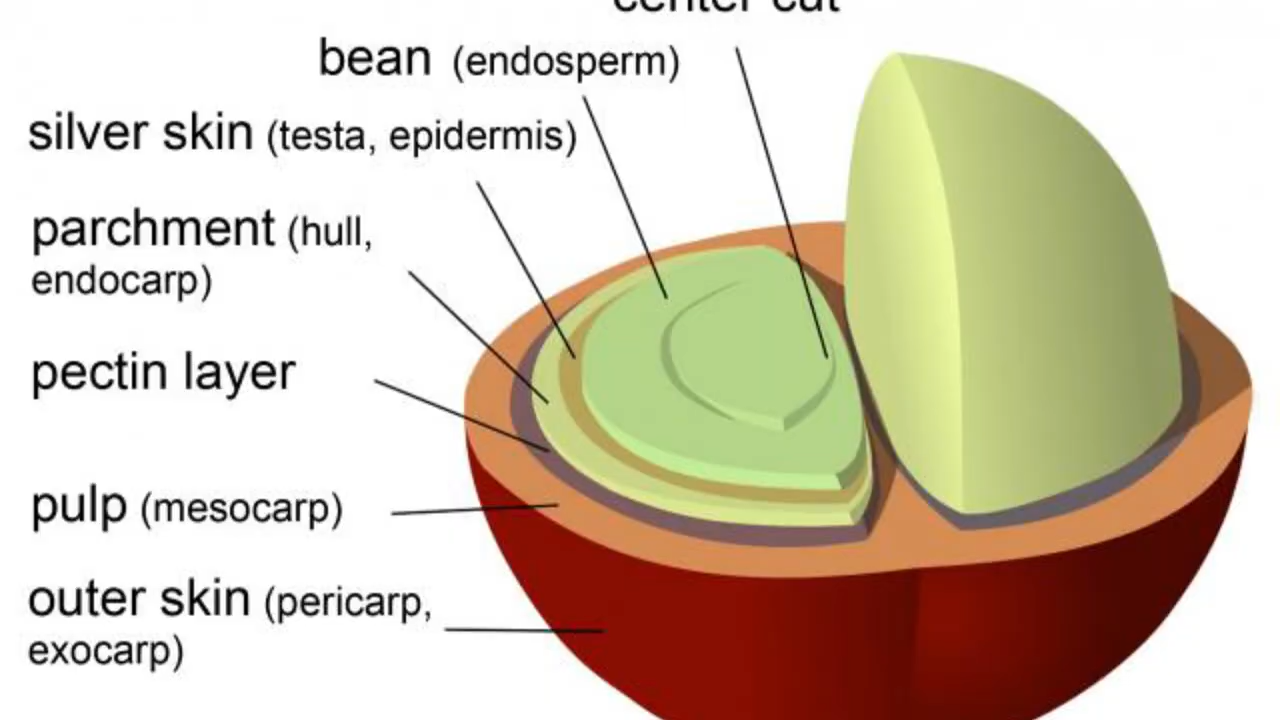 center cut
bean (endosperm)
silver skin (testa, epidermis)
parchment (hull,
endocarp)
pectin layer
pulp (mesocarp)
outer skin (pericarp,
exocarp)